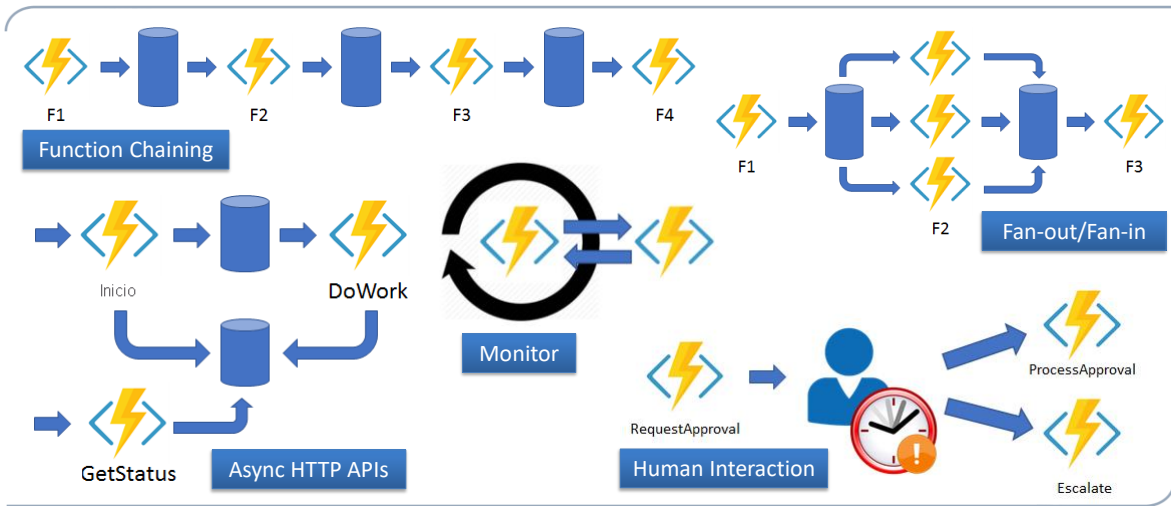 F1
F2
F3
F4
Function Chaining
F1
F2
F3
Fan-out/Fan-in
Inicio
DoWork
GetStatus
Async HTTP APIs
Monitor
RequestApproval
Human Interaction
!
ProcessApproval
Escalate